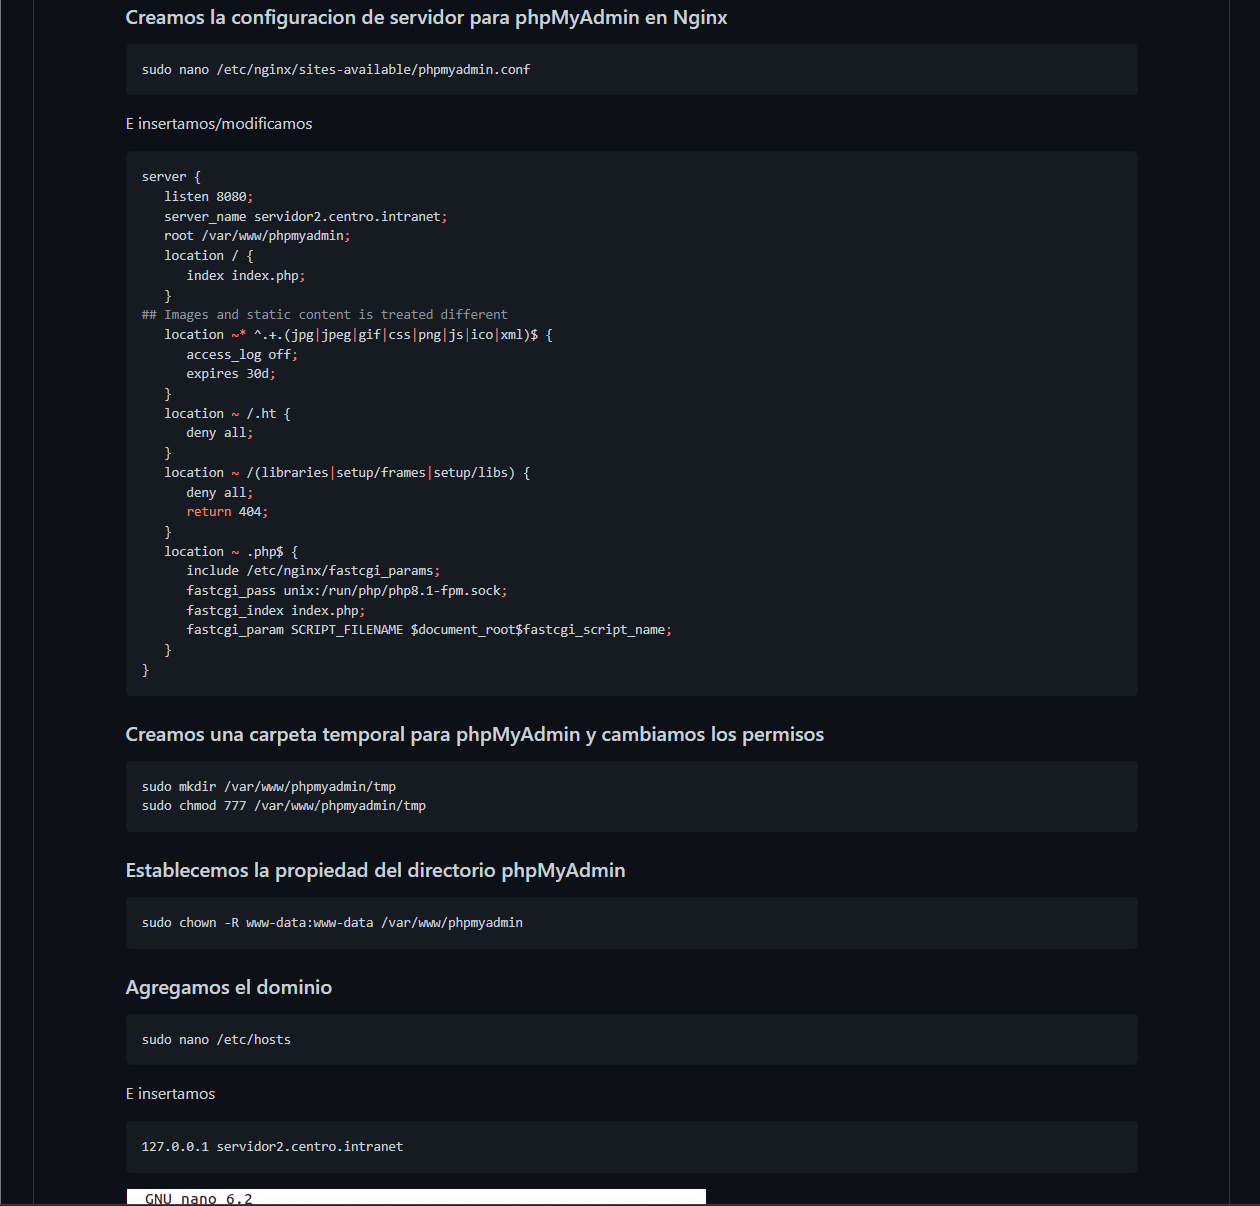 Creamos la configuracion de servidor para phpMyAdmin en Nginx
sudo nano /etc/nginx/sites-available/phpmyadmin.conf
E insertamos/modificamos
server {
   listen 8080;
   server_name servidor2.centro.intranet;
   root /var/www/phpmyadmin;
   location / {
      index index.php;
   }
## Images and static content is treated different
   location ~* ^.+.(jpg|jpeg|gif|css|png|js|ico|xml)$ {
      access_log off;
      expires 30d;
   }
   location ~ /.ht {
      deny all;
   }
   location ~ /(libraries|setup/frames|setup/libs) {
      deny all;
      return 404;
   }
   location ~ .php$ {
      include /etc/nginx/fastcgi_params;
      fastcgi_pass unix:/run/php/php8.1-fpm.sock;
      fastcgi_index index.php;
      fastcgi_param SCRIPT_FILENAME $document_root$fastcgi_script_name;
   }
}
Creamos una carpeta temporal para phpMyAdmin y cambiamos los permisos
sudo mkdir /var/www/phpmyadmin/tmp
sudo chmod 777 /var/www/phpmyadmin/tmp
Establecemos la propiedad del directorio phpMyAdmin
sudo chown -R www-data:www-data /var/www/phpmyadmin
Agregamos el dominio
sudo nano /etc/hosts
E insertamos
127.0.0.1 servidor2.centro.intranet
GNU nano 6.2